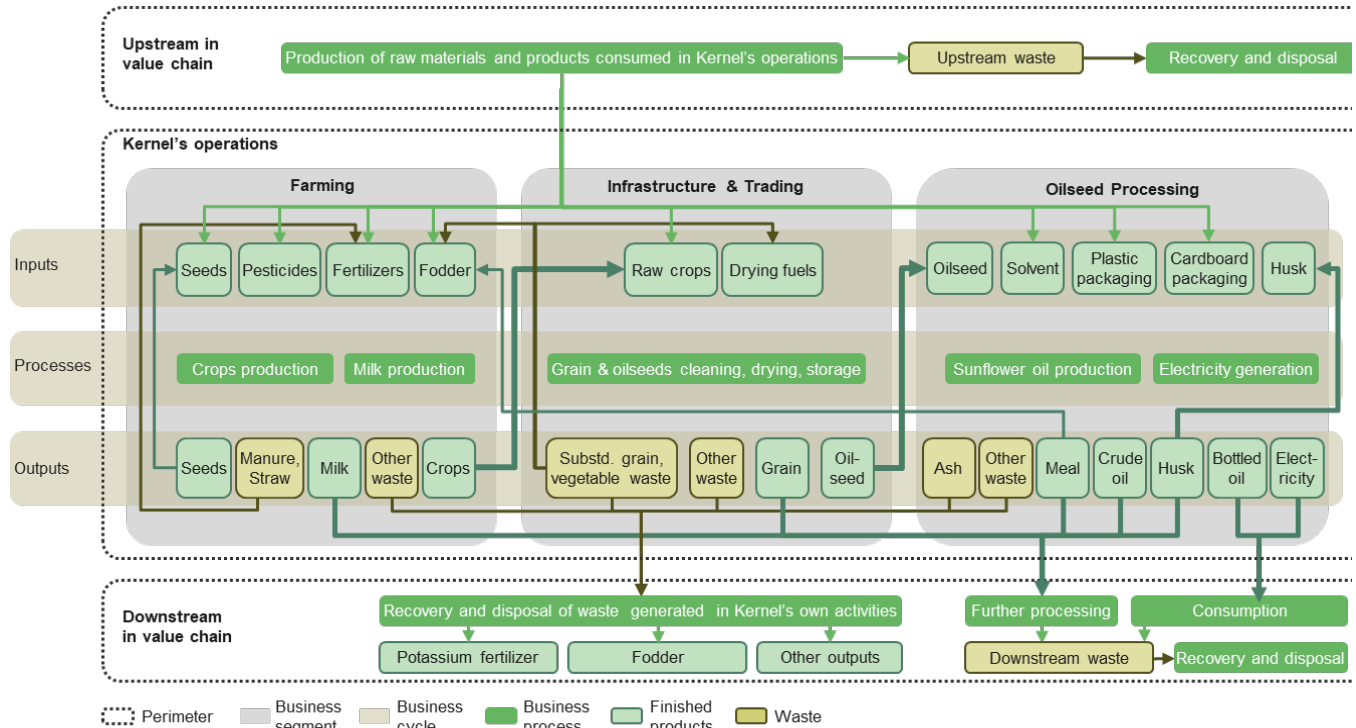 Upstream in
value chain
Production of raw materials and products consumed in Kernel's operations
Upstream waste
Recovery and disposal
Kernel's operations
Farming
Infrastructure & Trading
Oilseed Processing
Inputs
Seeds
Pesticides
Fertilizers
Fodder
Raw crops
Drying fuels
Oilseed
Solvent
Plastic
packaging
Cardboard
packaging
Husk
Processes
Crops production
Milk production
Grain & oilseeds cleaning, drying, storage
Sunflower oil production
Electricity generation
Outputs
Seeds
Manure,
Straw
Milk
Other
waste
Crops
Substd. grain,
vegetable waste
Other
waste
Grain
Oil-
seed
Ash
Other
waste
Meal
Crude
oil
Husk
Bottled
oil
Elect-
ricity
Downstream
in value chain
Recovery and disposal of waste generated in Kernel's own activities
Further processing
Consumption
Potassium fertilizer
Fodder
Other outputs
Downstream waste
Recovery and disposal
Perimeter
Business
segment
Business
cycle
Business
process
Finished
products
Waste